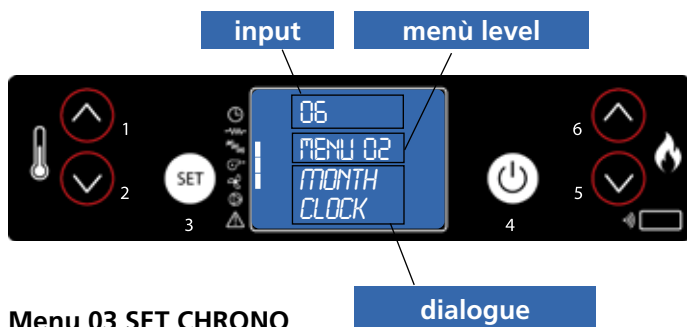 input
menù level
06
MENU 02
MONTH
CLOCK
1
2
SET
3
4
6
5
dialogue
Menu 03 SET CHRONO